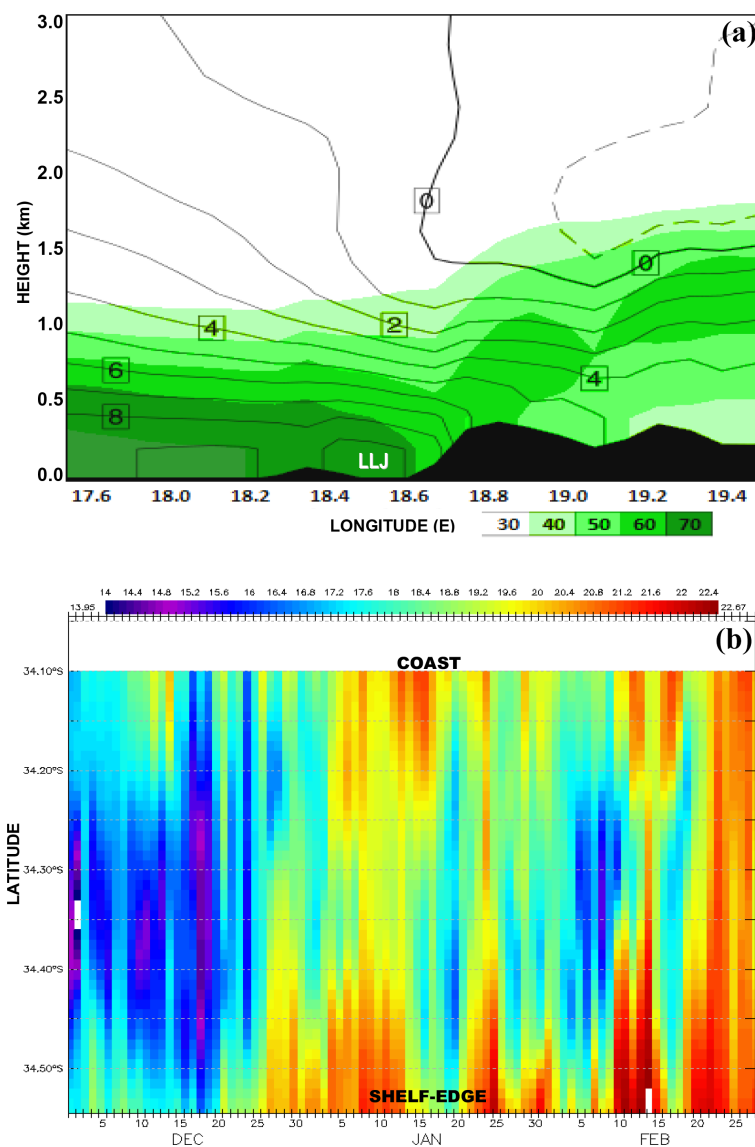 (a)
3.0
2.5
2.0
1.5
1.0
0.5
0.0
HEIGHT (km)
0
0
4
2
6
4
8
LLJ
17.6 18.0 18.2 18.4 18.6 18.8 19.0 19.2 19.4
LONGITUDE (E)
30 40 50 60 70
14 14.4 14.8 15.2 15.6 16 16.4 16.8 17.2 17.6 18 18.4 18.8 19.2 19.6 20 20.4 20.8 21.2 21.6 22 22.4
13.95 22.67
(b)
COAST
34.10°S
34.20°S
34.30°S
34.40°S
34.50°S
LATITUDE
SHELF-EDGE
5 10 15 20 25 30 5 10 15 20 25 30 5 10 15 20 25
DEC JAN FEB